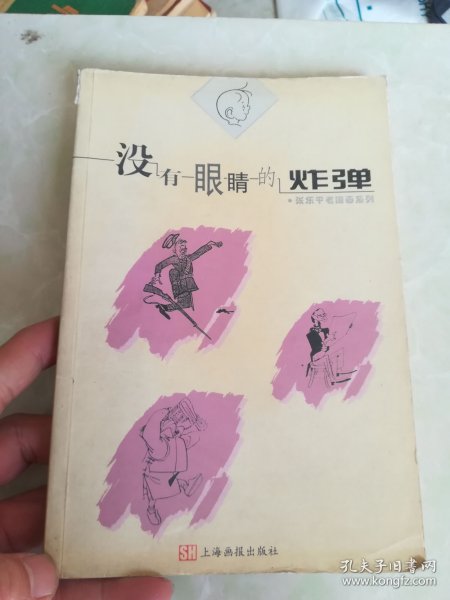 没有眼睛的炸弹
·张乐平老漫画系列
SH 上海画报出版社
孔夫子旧书网
www.kongfz.com